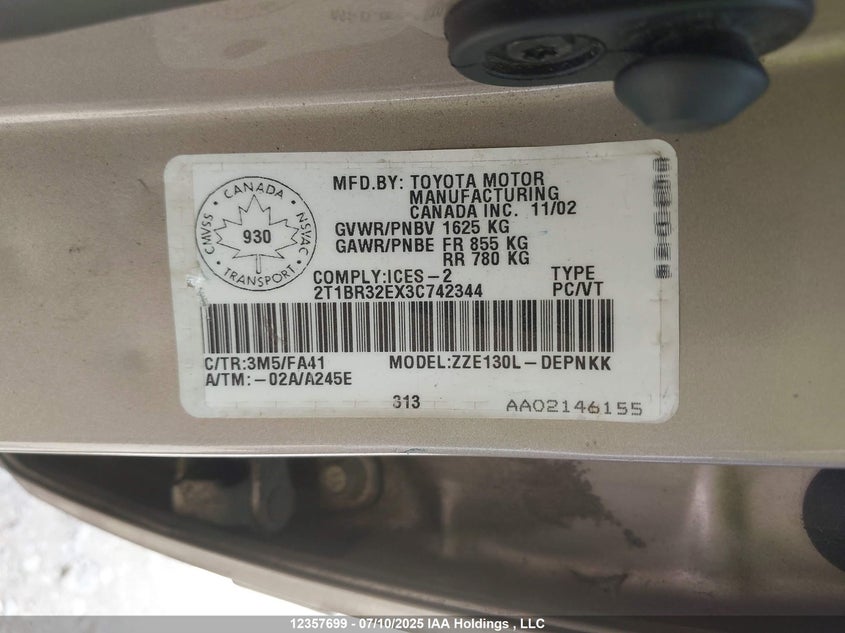 MFD.BY: TOYOTA MOTOR
MANUFACTURING
CANADA INC. 11/02
GVWR/PNBV 1625 KG
GAWR/PNBE FR 855 KG
RR 780 KG
CANADA
CMVSS
930
NSVAC
TRANSPORT
COMPLY:ICES-2
TYPE
2T1BR32EX3C742344
PC/VT
C/TR:3M5/FA41
MODEL:ZZE130L-DEPNKK
A/TM:-02A/A245E
313
AA02146155
12357699 - 07/10/2025 IAA Holdings , LLC